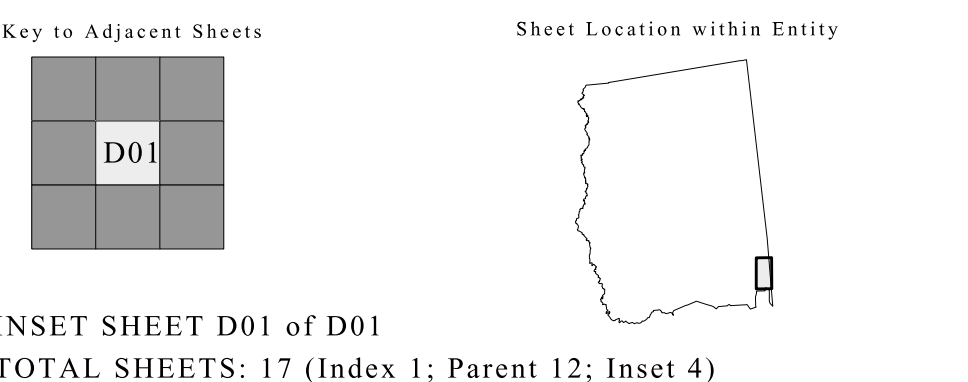 Key to Adjacent Sheets
Sheet Location within Entity
D01
INSET SHEET D01 of D01
TOTAL SHEETS: 17 (Index 1; Parent 12; Inset 4)